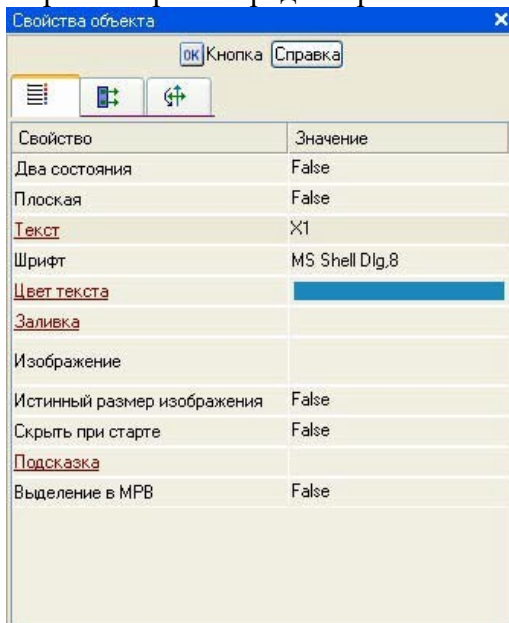 Свойства объекта
ОК Кнопка Справка
Свойство Значение
Два состояния False
Плоская False
Текст X1
Шрифт MS Shell Dlg,8
Цвет текста
Заливка
Изображение
Истинный размер изображения False
Скрыть при старте False
Подсказка
Выделение в МРВ False